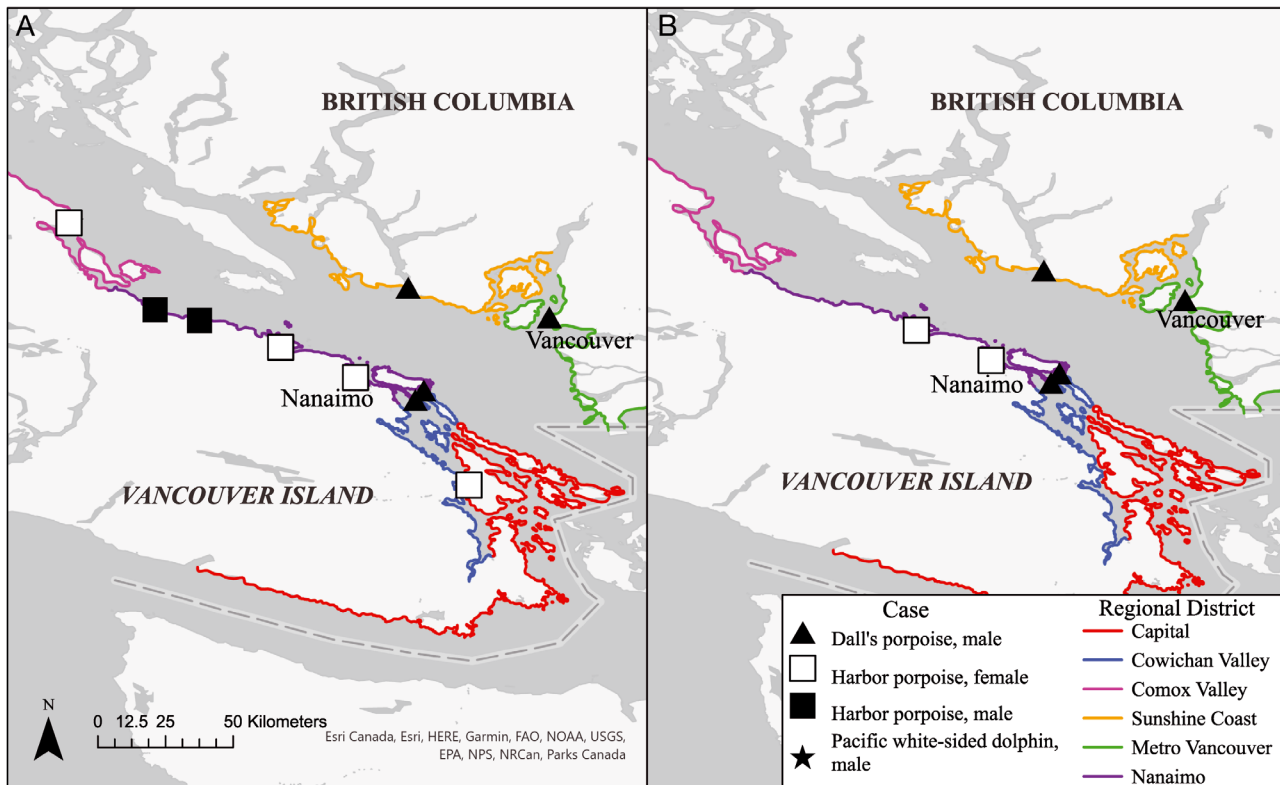 A
BRITISH COLUMBIA
Vancouver
Nanaimo
VANCOUVER ISLAND
N
0 12.5 25 50 Kilometers
Esri Canada, Esri, HERE, Garmin, FAO, NOAA, USGS,
EPA, NPS, NRCan, Parks Canada
B
BRITISH COLUMBIA
Vancouver
Nanaimo
VANCOUVER ISLAND
Case
Dall's porpoise, male
Harbor porpoise, female
Harbor porpoise, male
Pacific white-sided dolphin,
male
Regional District
Capital
Cowichan Valley
Comox Valley
Sunshine Coast
Metro Vancouver
Nanaimo